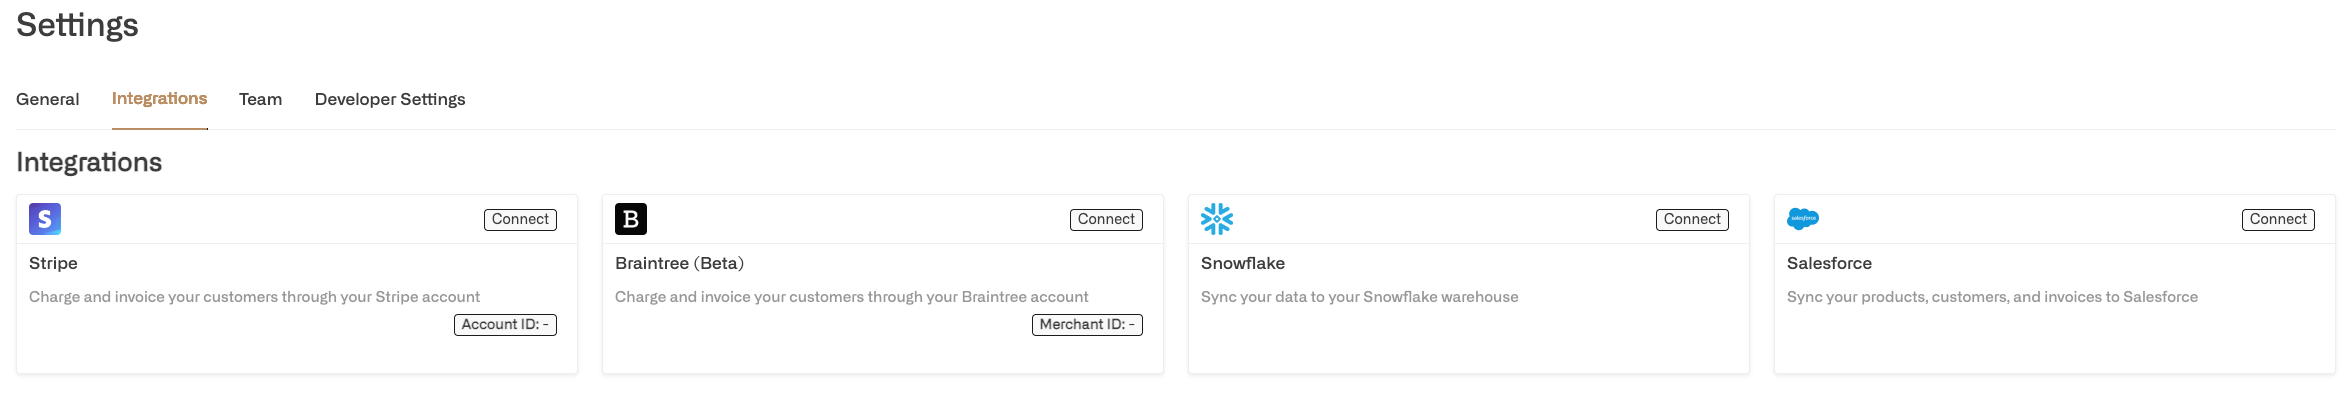 Settings
General Integrations Team Developer Settings
Integrations
S Connect B Connect salesforce Connect Connect
Stripe Braintree (Beta) Snowflake Salesforce
Charge and invoice your customers through your Stripe account Charge and invoice your customers through your Braintree account Sync your data to your Snowflake warehouse Sync your products, customers, and invoices to Salesforce
Account ID: - Merchant ID: -